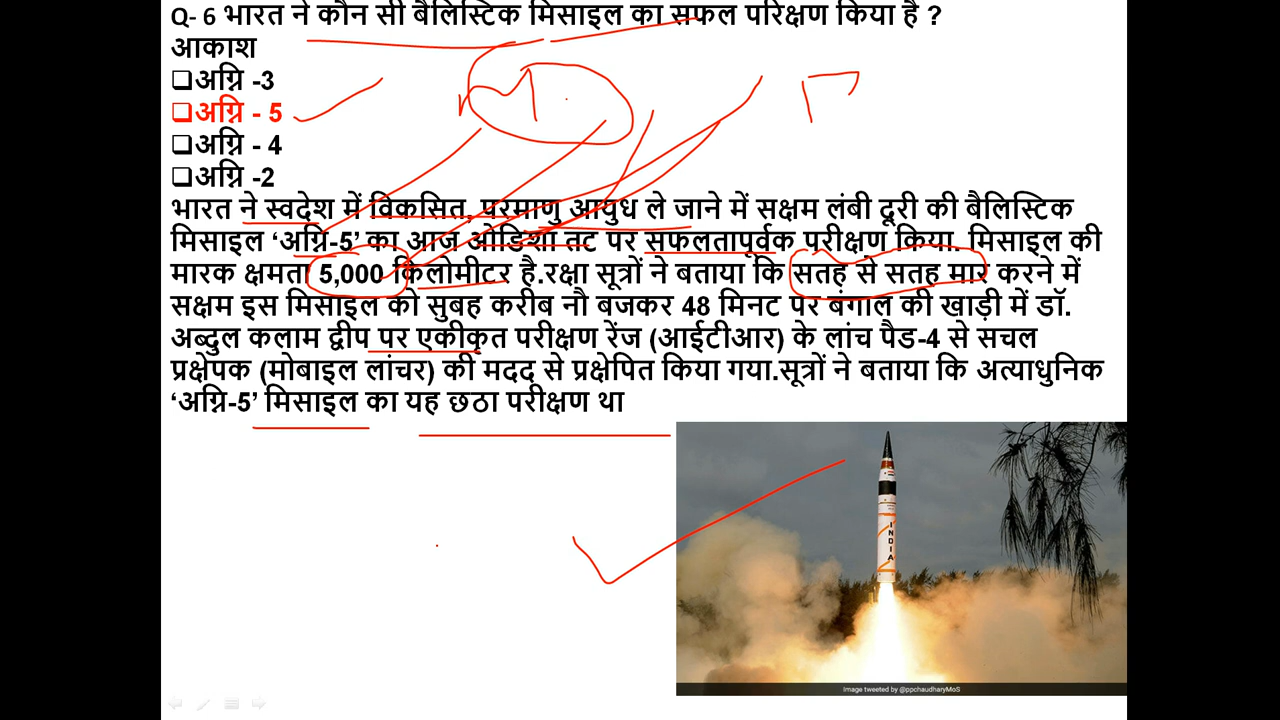 Q- 6 भारत ने कौन सी बैलिस्टिक मिसाइल का सफल परिक्षण किया है ?
आकाश
❑अग्नि -3
❑अग्नि - 5
❑अग्नि - 4
❑अग्नि -2
भारत ने स्वदेश में विकसित, परमाणु आयुध ले जाने में सक्षम लंबी दूरी की बैलिस्टिक
मिसाइल ‘अग्नि-5’ का आज ओडिशा तट पर सफलतापूर्वक परीक्षण किया. मिसाइल की
मारक क्षमता 5,000 किलोमीटर है.रक्षा सूत्रों ने बताया कि सतह से सतह मार करने में
सक्षम इस मिसाइल को सुबह करीब नौ बजकर 48 मिनट पर बंगाल की खाड़ी में डॉ.
अब्दुल कलाम द्वीप पर एकीकृत परीक्षण रेंज (आईटीआर) के लांच पैड-4 से सचल
प्रक्षेपक (मोबाइल लांचर) की मदद से प्रक्षेपित किया गया.सूत्रों ने बताया कि अत्याधुनिक
‘अग्नि-5’ मिसाइल का यह छठा परीक्षण था
INDIA
Image tweeted by @ppchaudharyMoS